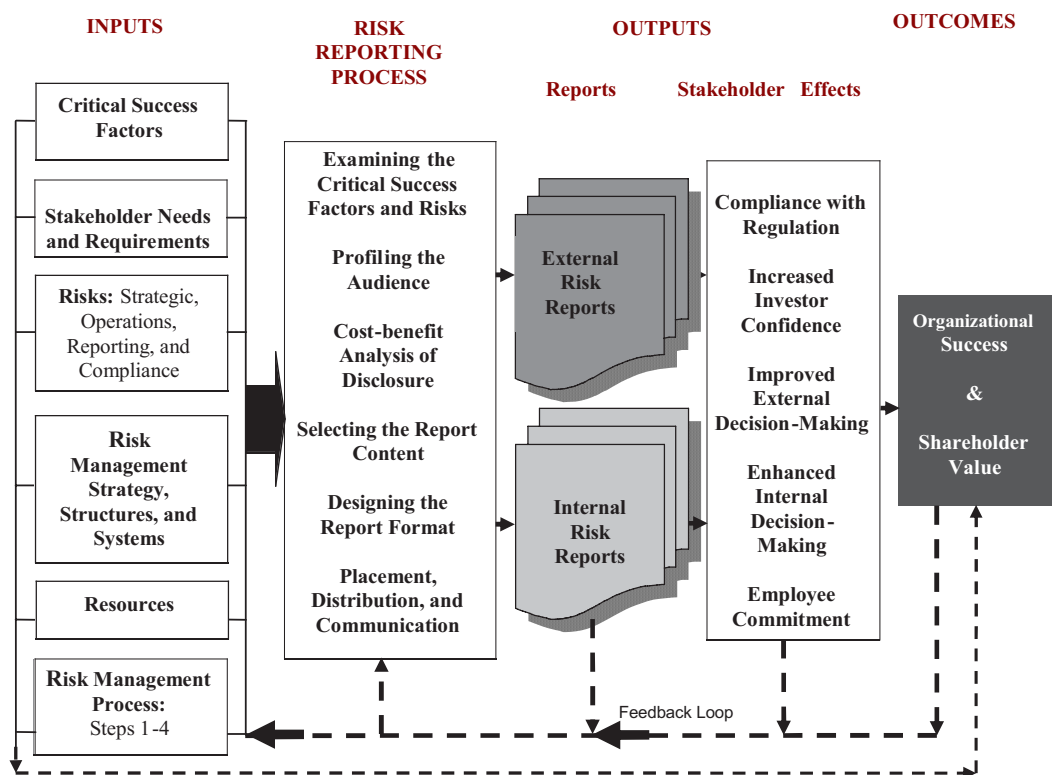 INPUTS
RISK
REPORTING
PROCESS
OUTPUTS
OUTCOMES
Reports
Stakeholder Effects
Critical Success
Factors
Stakeholder Needs
and Requirements
Risks: Strategic,
Operations,
Reporting, and
Compliance
Risk
Management
Strategy,
Structures, and
Systems
Resources
Risk Management
Process:
Steps 1-4
Examining the
Critical Success
Factors and Risks
Profiling the
Audience
Cost-benefit
Analysis of
Disclosure
Selecting the Report
Content
Designing the
Report Format
Placement,
Distribution, and
Communication
External
Risk
Reports
Internal
Risk
Reports
Compliance with
Regulation
Increased
Investor
Confidence
Improved
External
Decision-Making
Enhanced
Internal
Decision-
Making
Employee
Commitment
Organizational
Success
&
Shareholder
Value
Feedback Loop